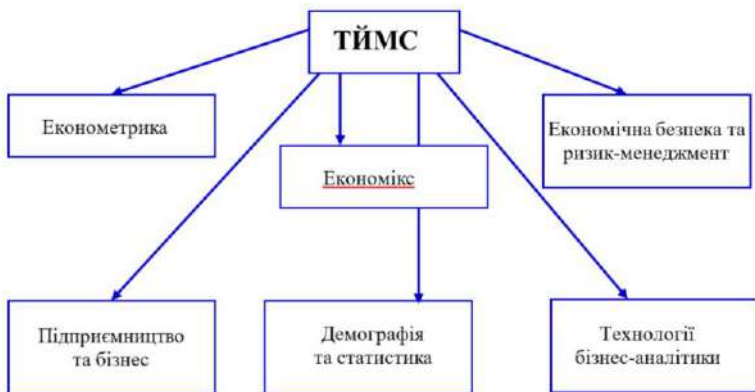 ТЙМС
Економетрика
Економічна безпека та
ризик-менеджмент
Економікс
Підприємництво
та бізнес
Демографія
та статистика
Технології
бізнес-аналітики